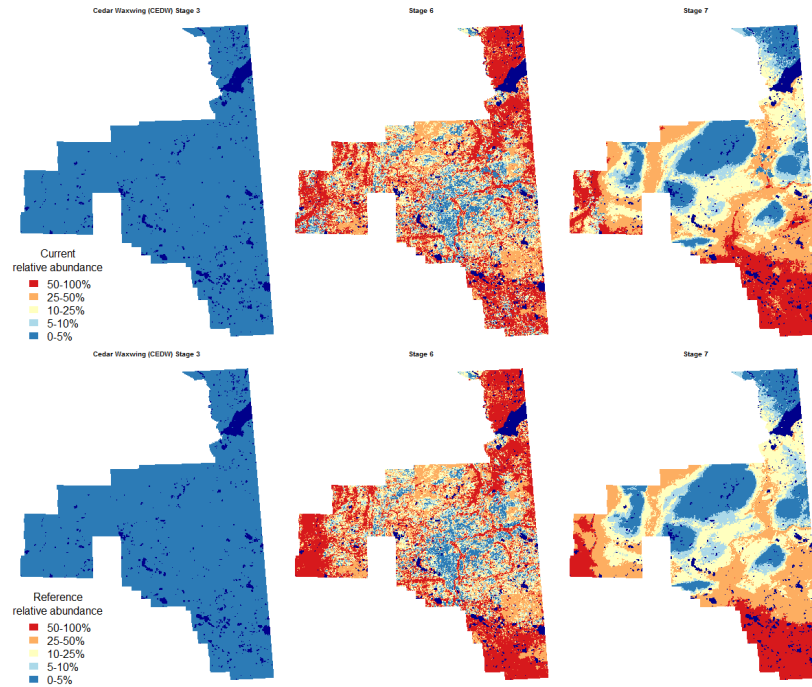 Cedar Waxwing (CEDW) Stage 3
Stage 6
Stage 7
Current
relative abundance
50-100%
25-50%
10-25%
5-10%
0-5%
Cedar Waxwing (CEDW) Stage 3
Stage 6
Stage 7
Reference
relative abundance
50-100%
25-50%
10-25%
5-10%
0-5%